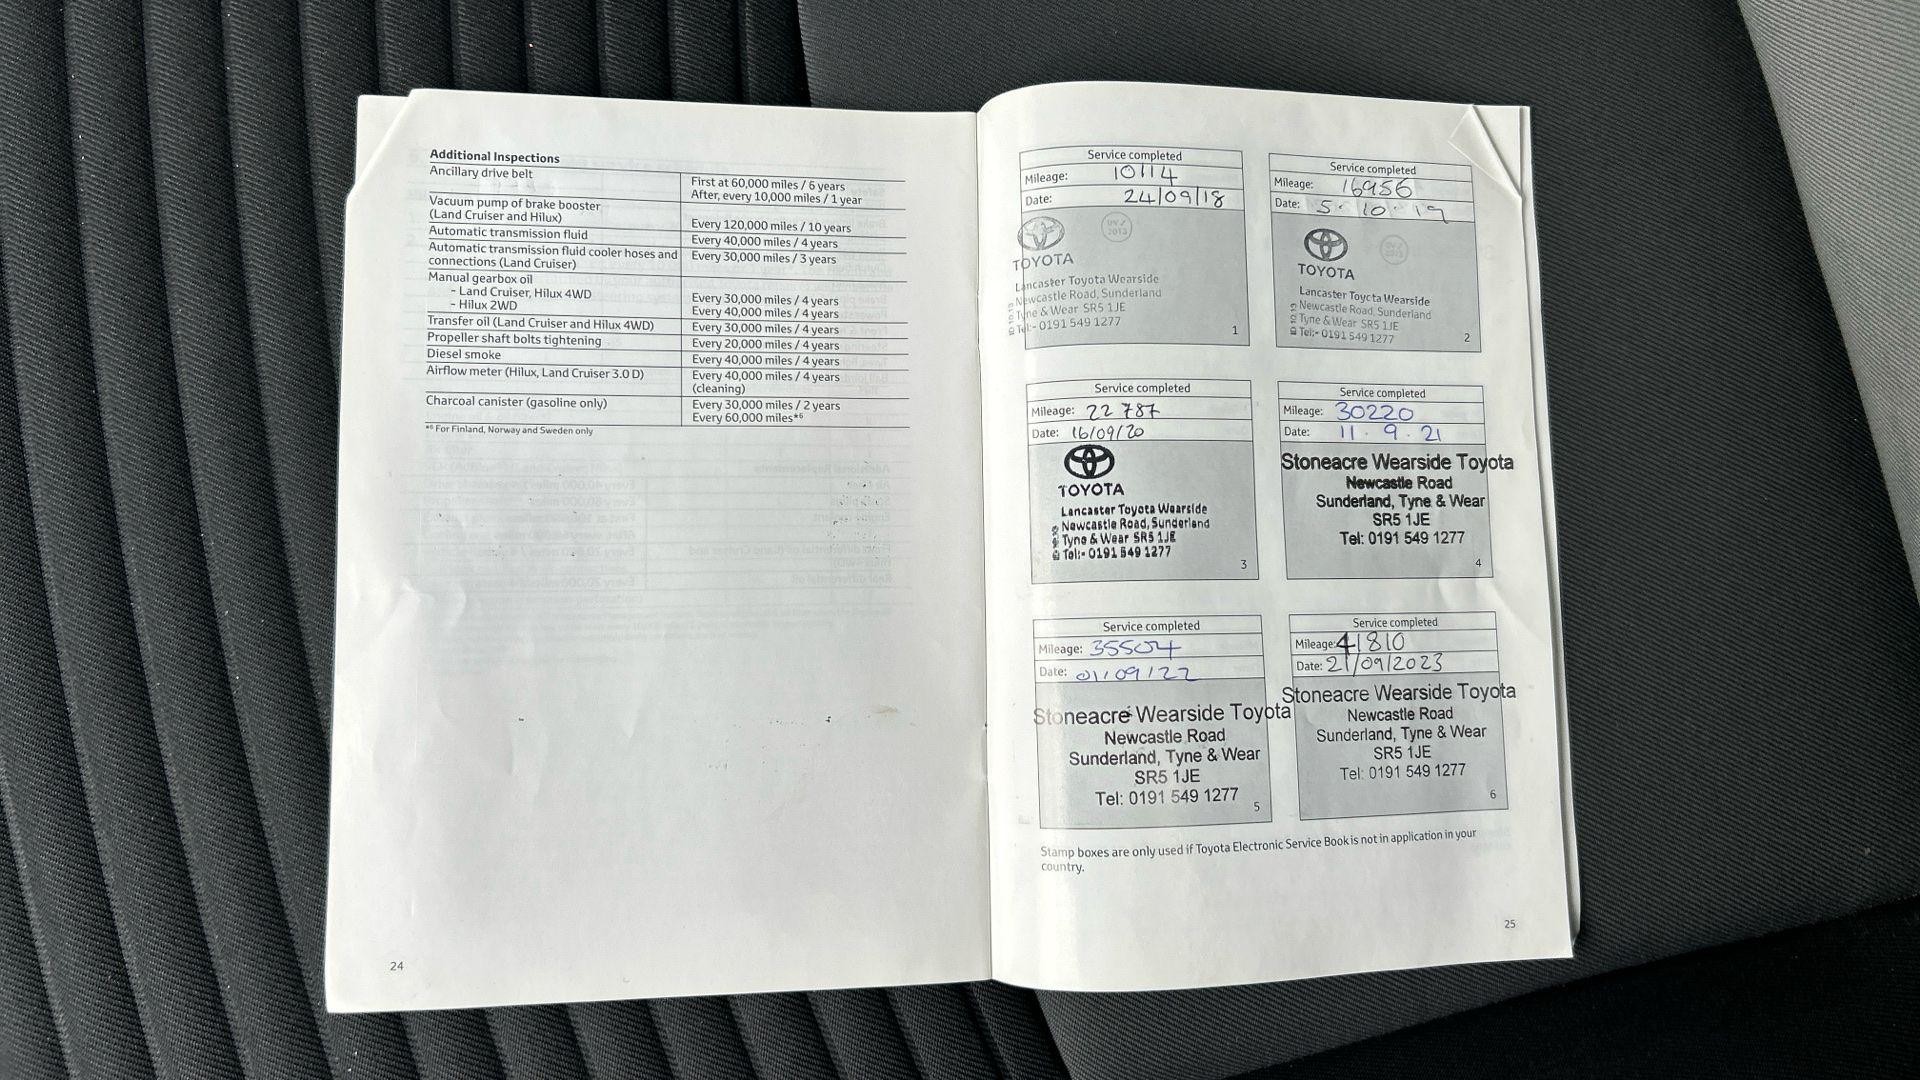 Additional Inspections
Ancillary drive belt
First at 60,000 miles / 6 years
After, every 10,000 miles / 1 year
Vacuum pump of brake booster
(Land Cruiser and Hilux)
Every 120,000 miles / 10 years
Automatic transmission fluid
Every 40,000 miles / 4 years
Automatic transmission fluid cooler hoses and
connections (Land Cruiser)
Every 30,000 miles / 3 years
Manual gearbox oil
- Land Cruiser, Hilux 4WD
Every 30,000 miles / 4 years
- Hilux 2WD
Every 40,000 miles / 4 years
Transfer oil (Land Cruiser and Hilux 4WD)
Every 30,000 miles / 4 years
Propeller shaft bolts tightening
Every 20,000 miles / 4 years
Diesel smoke
Every 40,000 miles / 4 years
Airflow meter (Hilux, Land Cruiser 3.0 D)
Every 40,000 miles / 4 years
(cleaning)
Charcoal canister (gasoline only)
Every 30,000 miles / 2 years
Every 60,000 miles*6
*6 For Finland, Norway and Sweden only
24
Service completed
Mileage: 10114
Date: 24/09/18
TOYOTA
Lancaster Toyota Wearside
Newcastle Road, Sunderland
Tyne & Wear SR5 1JE
Tel:- 0191 549 1277
1
Service completed
Mileage: 16956
Date: 5.10.19
TOYOTA
Lancaster Toyota Wearside
Newcastle Road, Sunderland
Tyne & Wear SR5 1JE
Tel:- 0191 549 1277
2
Service completed
Mileage: 22787
Date: 16/09/20
TOYOTA
Lancaster Toyota Wearside
Newcastle Road, Sunderland
Tyne & Wear SR5 1JE
Tel:- 0191 549 1277
3
Service completed
Mileage: 30220
Date: 11.9.21
Stoneacre Wearside Toyota
Newcastle Road
Sunderland, Tyne & Wear
SR5 1JE
Tel: 0191 549 1277
4
Service completed
Mileage: 35504
Date: 01/09/22
Stoneacre Wearside Toyota
Newcastle Road
Sunderland, Tyne & Wear
SR5 1JE
Tel: 0191 549 1277
5
Service completed
Mileage: 41810
Date: 21/09/2023
Stoneacre Wearside Toyota
Newcastle Road
Sunderland, Tyne & Wear
SR5 1JE
Tel: 0191 549 1277
6
Stamp boxes are only used if Toyota Electronic Service Book is not in application in your
country.
25